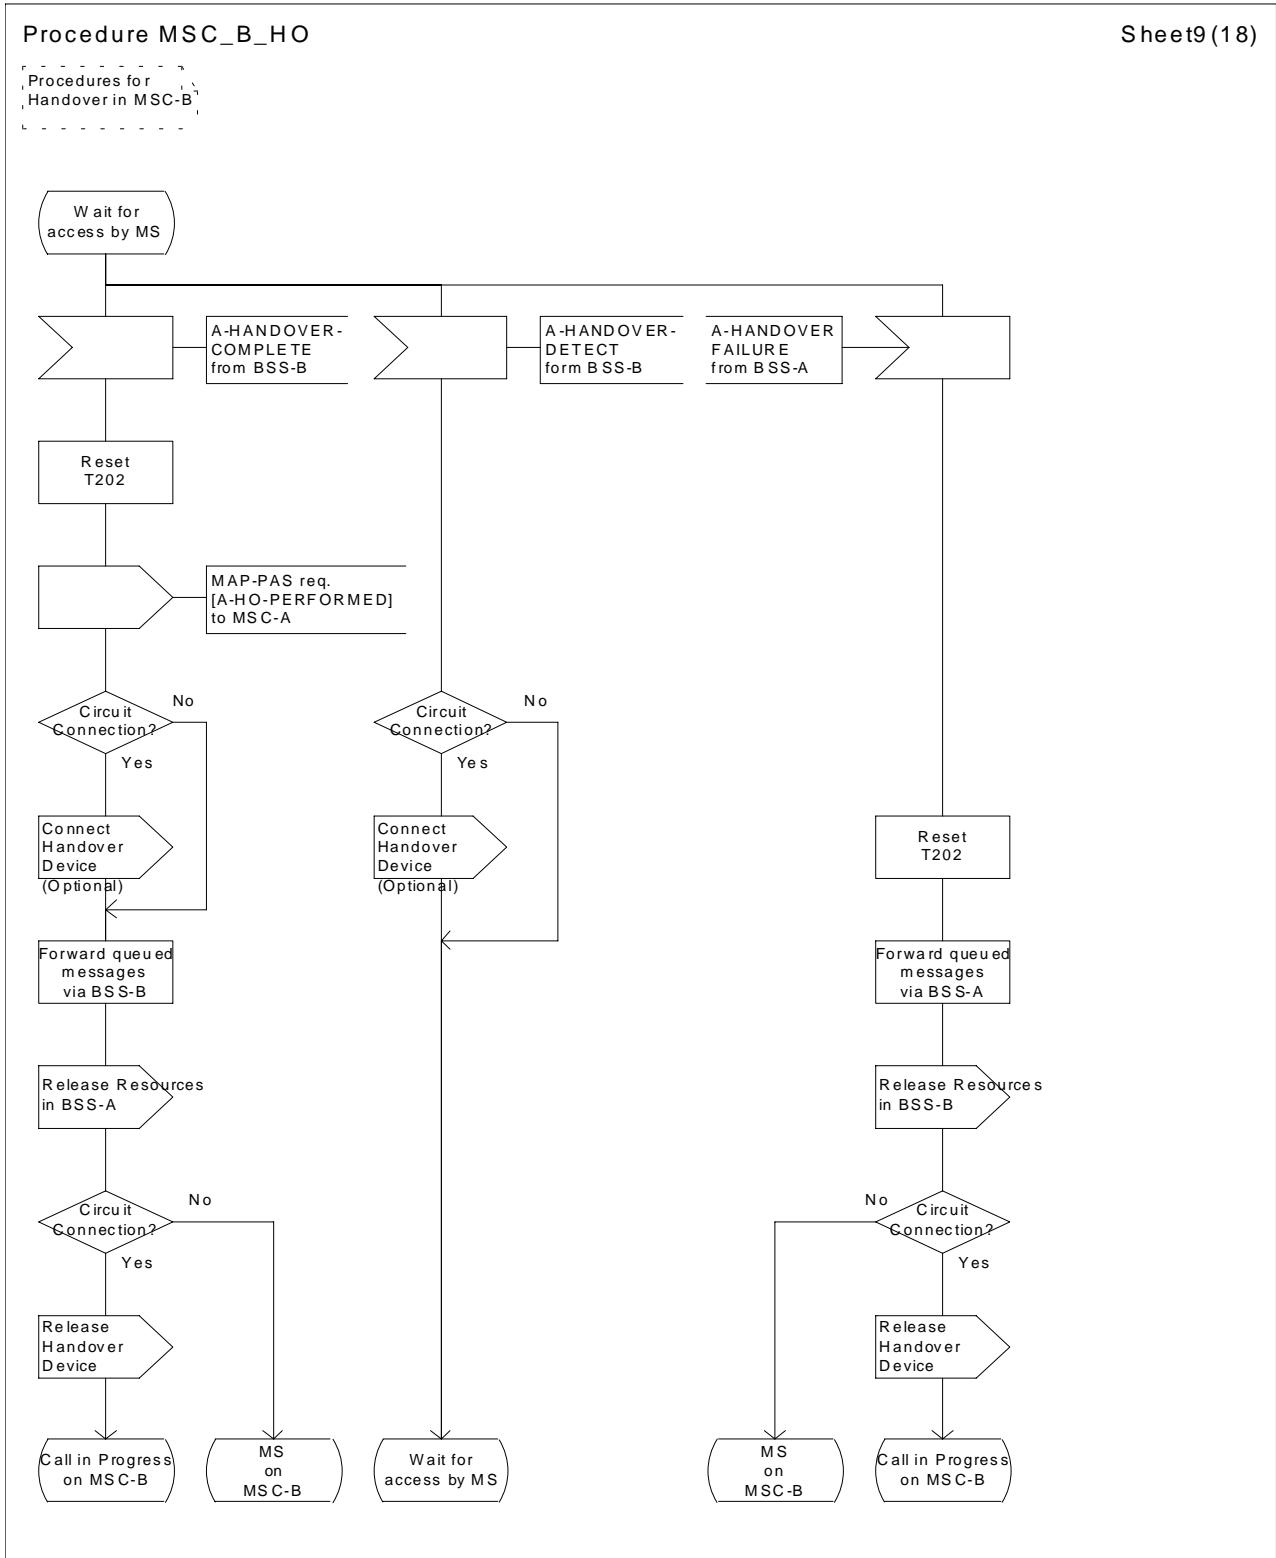 Procedure MSC_B_HO
Sheet9(18)
Procedures for
Handover in MSC-B
Wait for
access by MS
A-HANDOVER-
COMPLETE
from BSS-B
A-HANDOVER-
DETECT
form BSS-B
A-HANDOVER
FAILURE
from BSS-A
Reset
T202
MAP-PAS req.
[A-HO-PERFORMED]
to MSC-A
Circuit
Connection?
No
Yes
Circuit
Connection?
No
Yes
Connect
Handover
Device
(Optional)
Connect
Handover
Device
(Optional)
Reset
T202
Forward queued
messages
via BSS-B
Forward queued
messages
via BSS-A
Release Resources
in BSS-A
Release Resources
in BSS-B
Circuit
Connection?
No
Yes
No
Circuit
Connection?
Yes
Release
Handover
Device
Release
Handover
Device
Call in Progress
on MSC-B
MS
on
MSC-B
Wait for
access by MS
MS
on
MSC-B
Call in Progress
on MSC-B